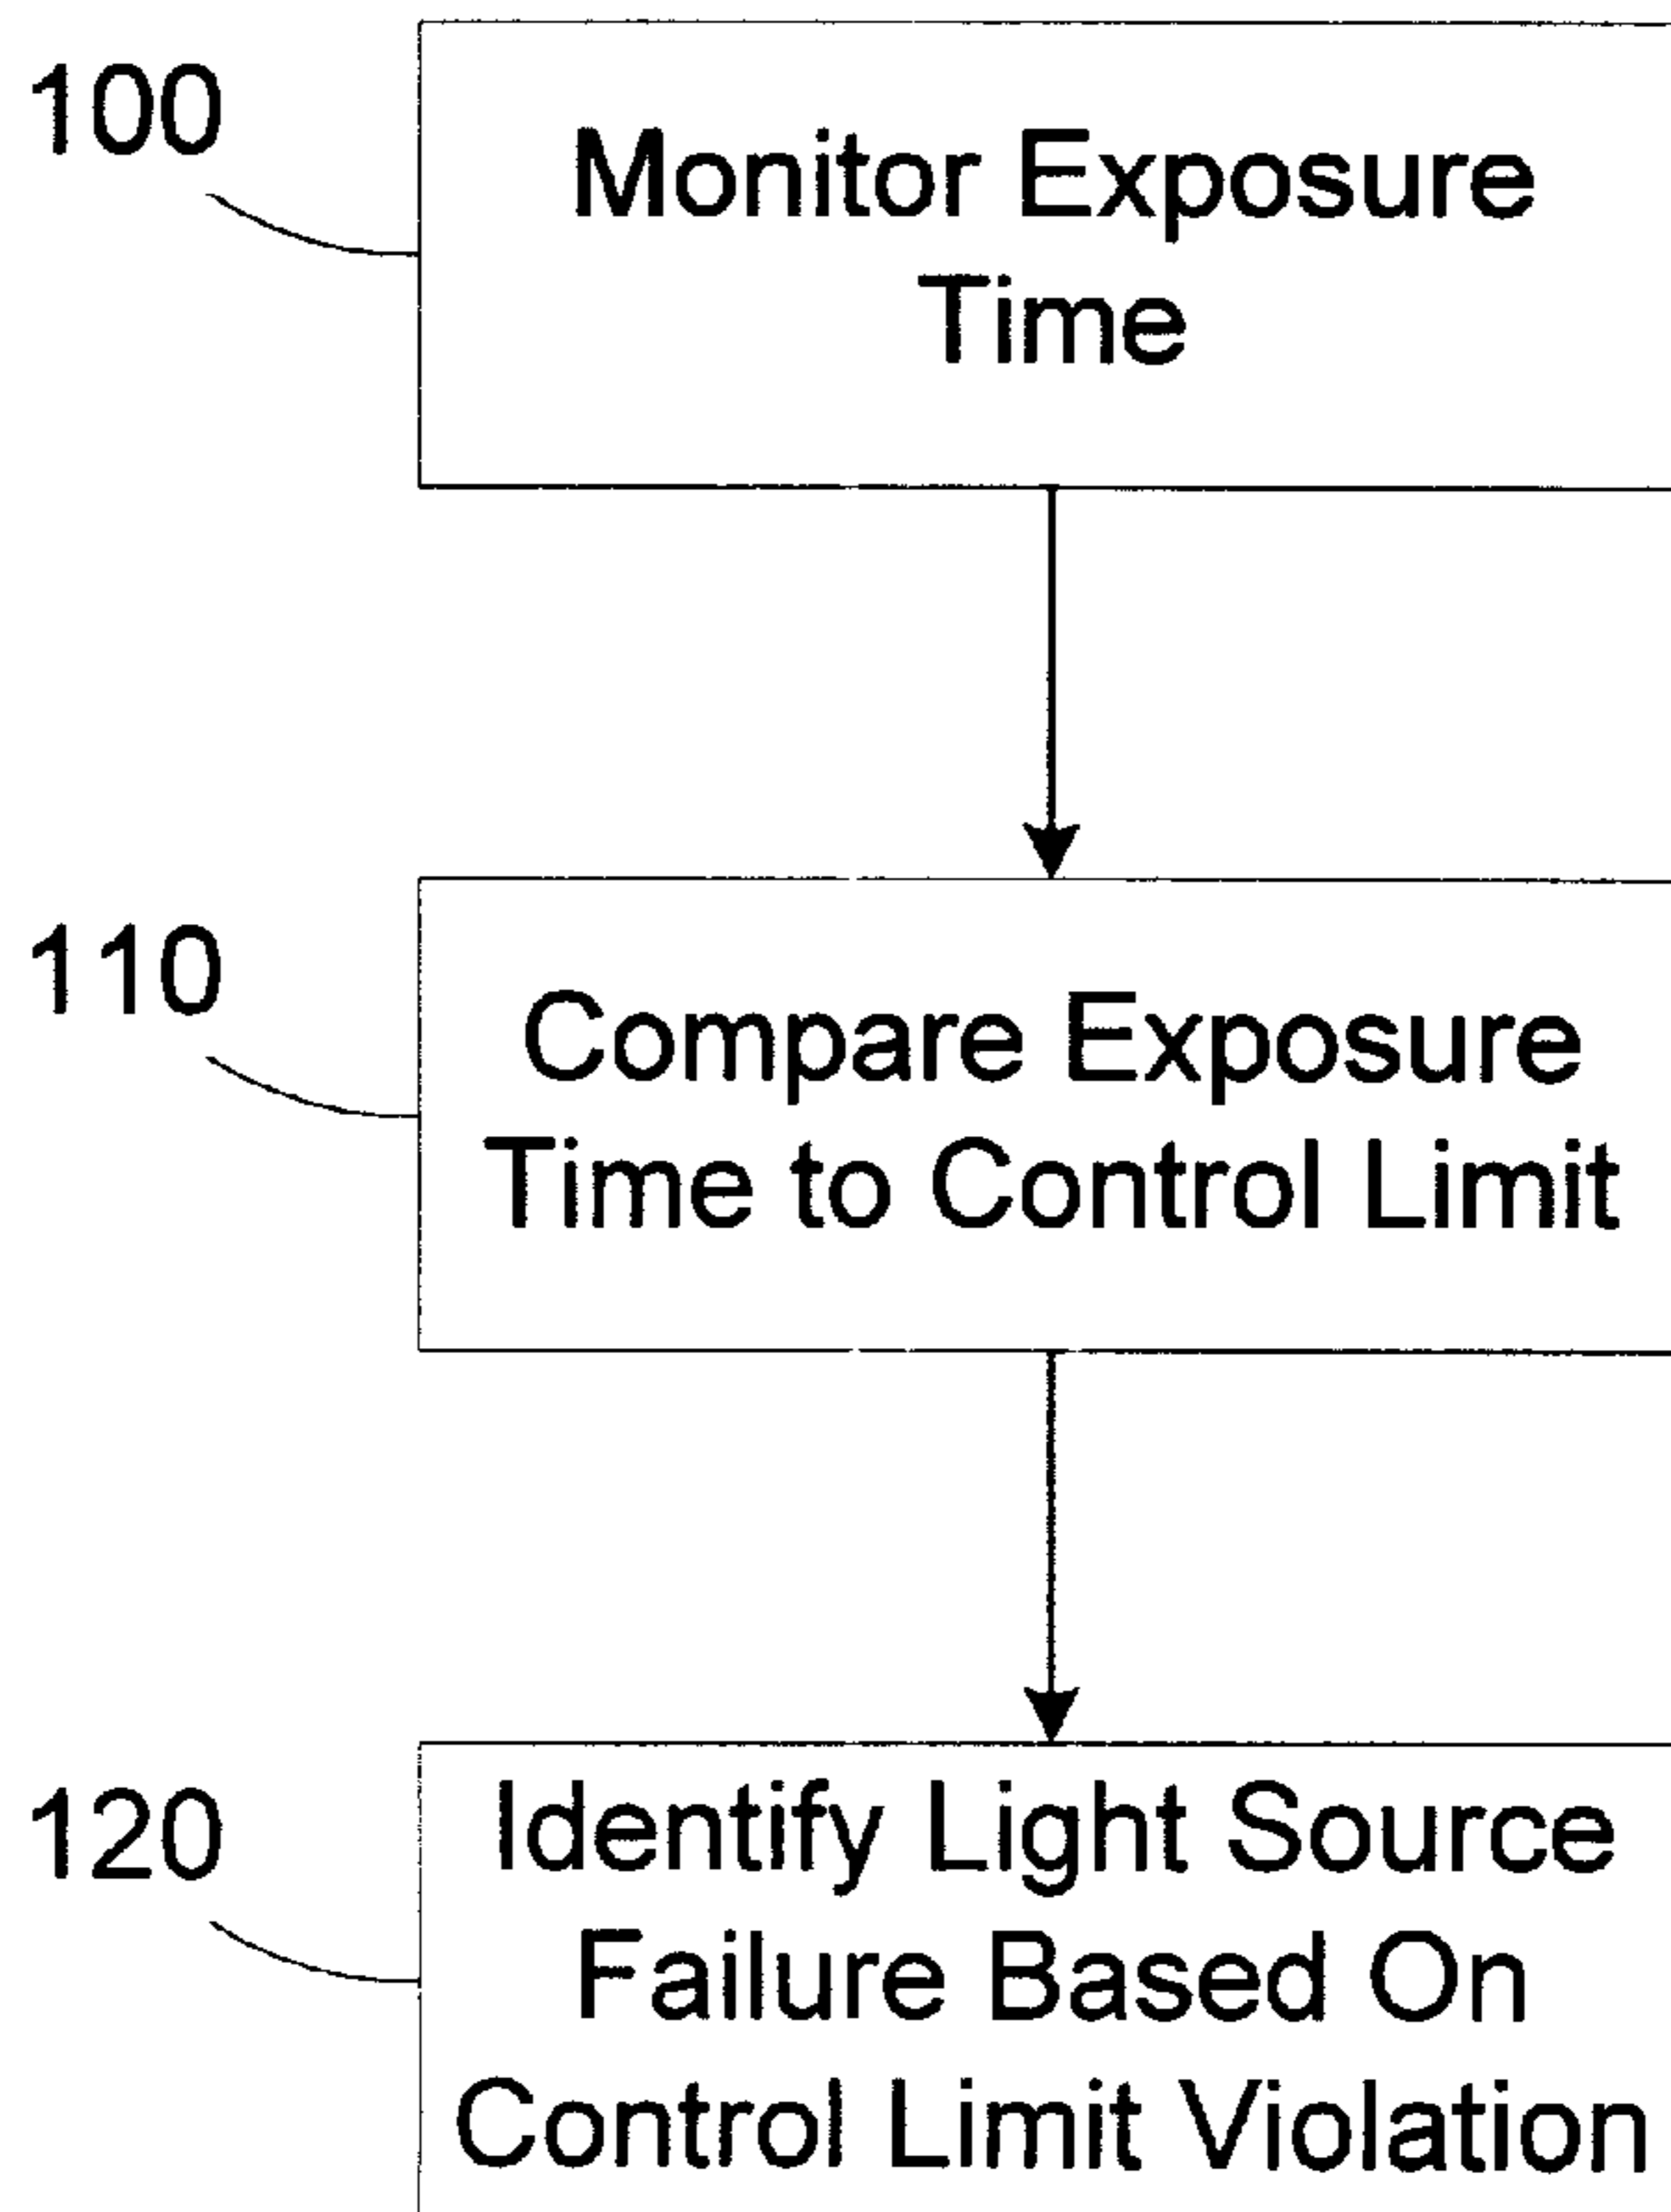 100
Monitor Exposure
Time
110
Compare Exposure
Time to Control Limit
120
Identify Light Source
Failure Based On
Control Limit Violation